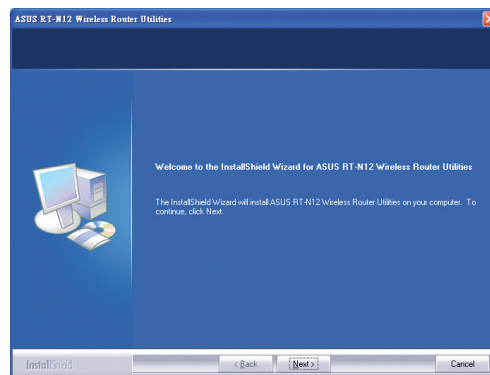 ASUS RT-N12 Wireless Router Utilities
Welcome to the InstallShield Wizard for ASUS RT-N12 Wireless Router Utilities
The InstallShield Wizard will install ASUS RT-N12 Wireless Router Utilities on your computer. To
continue, click Next.
InstallShield
< Back
Next >
Cancel